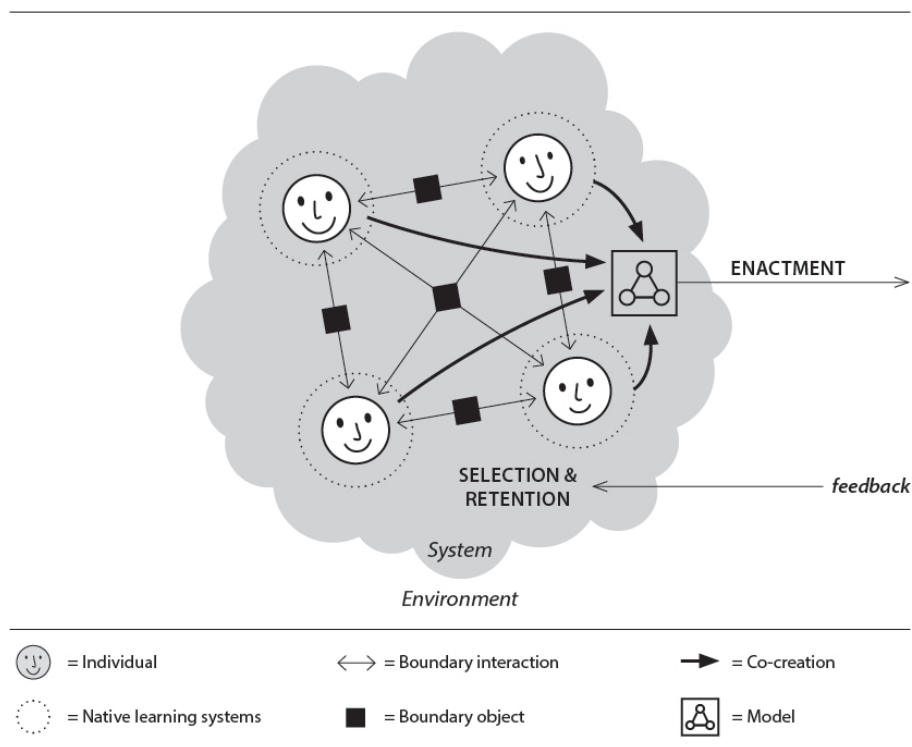 ENACTMENT
SELECTION &
RETENTION
feedback
System
Environment
= Individual
= Boundary interaction
= Co-creation
= Native learning systems
= Boundary object
= Model